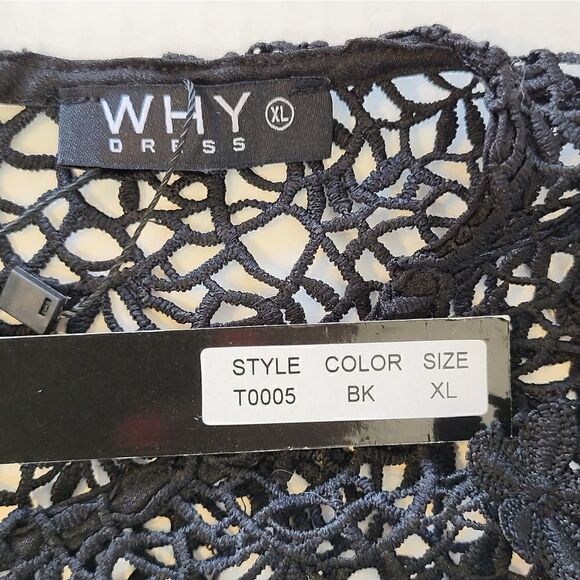 WHY XL
DRESS
STYLE COLOR SIZE
T0005 BK XL